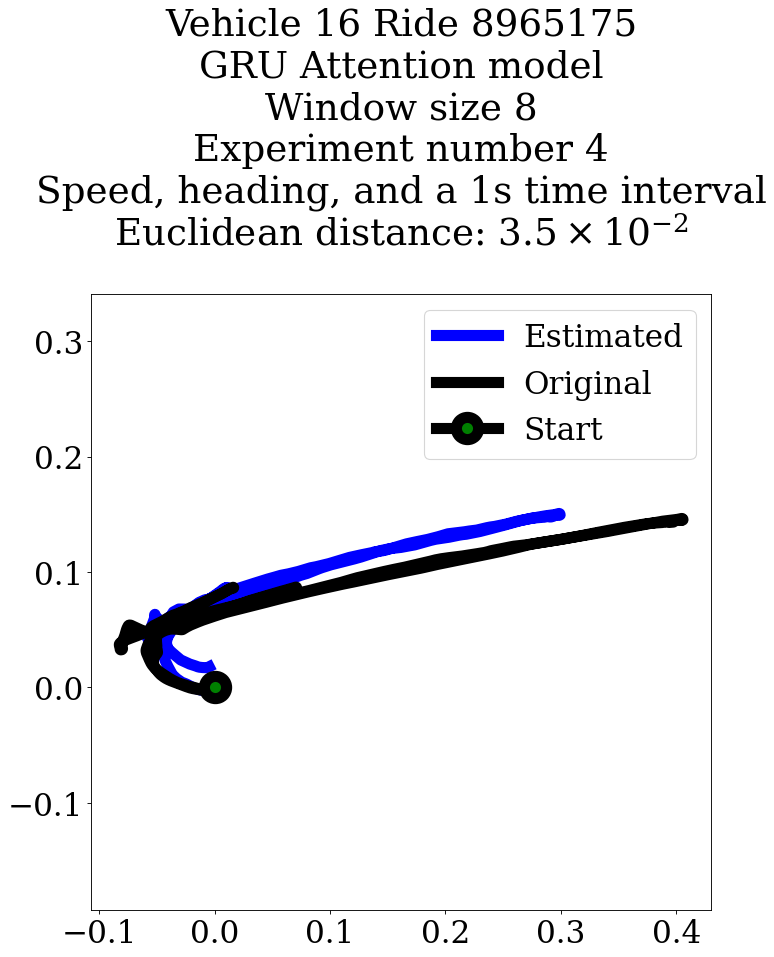 Vehicle 16 Ride 8965175
GRU Attention model
Window size 8
Experiment number 4
Speed, heading, and a 1s time interval
Euclidean distance: 3.5 × 10⁻²
Estimated
Original
Start
0.3
0.2
0.1
0.0
−0.1
−0.1 0.0 0.1 0.2 0.3 0.4